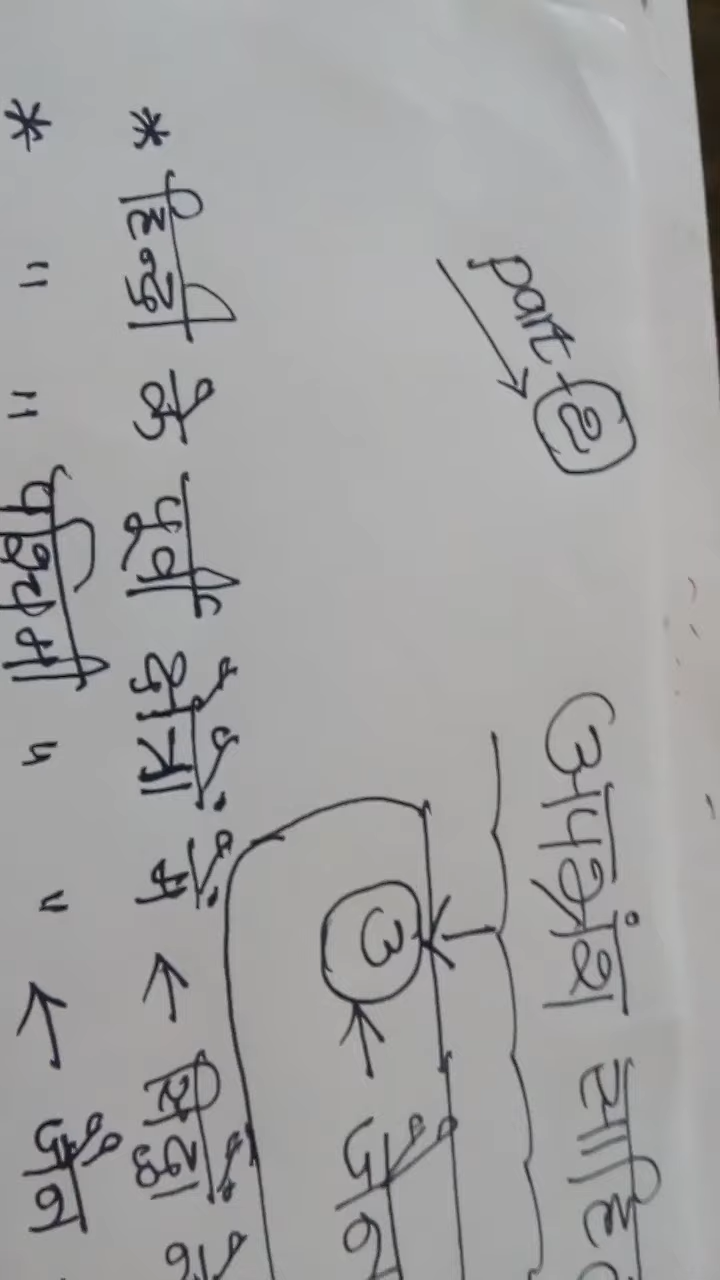 part-②
अपभ्रंश साहि
③ → जैन
* हिन्दी के पूर्व क्षेत्रों में → सिद्धों ने
* " " पश्चिमी " " → जैन